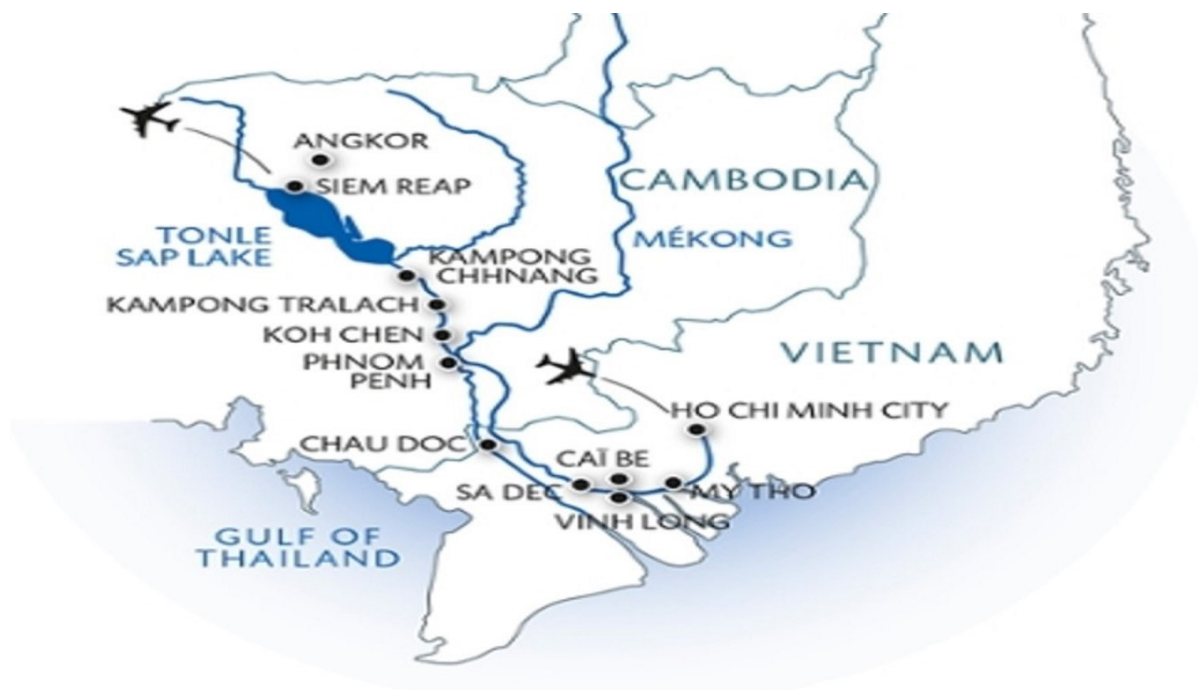 ANGKOR
SIEM REAP
CAMBODIA
TONLE
SAP LAKE
MÉKONG
KAMPONG
CHHNANG
KAMPONG TRALACH
KOH CHEN
PHNOM
PENH
VIETNAM
HO CHI MINH CITY
CHAU DOC
CAÏ BE
SA DEC
MY THO
VINH LONG
GULF OF
THAILAND